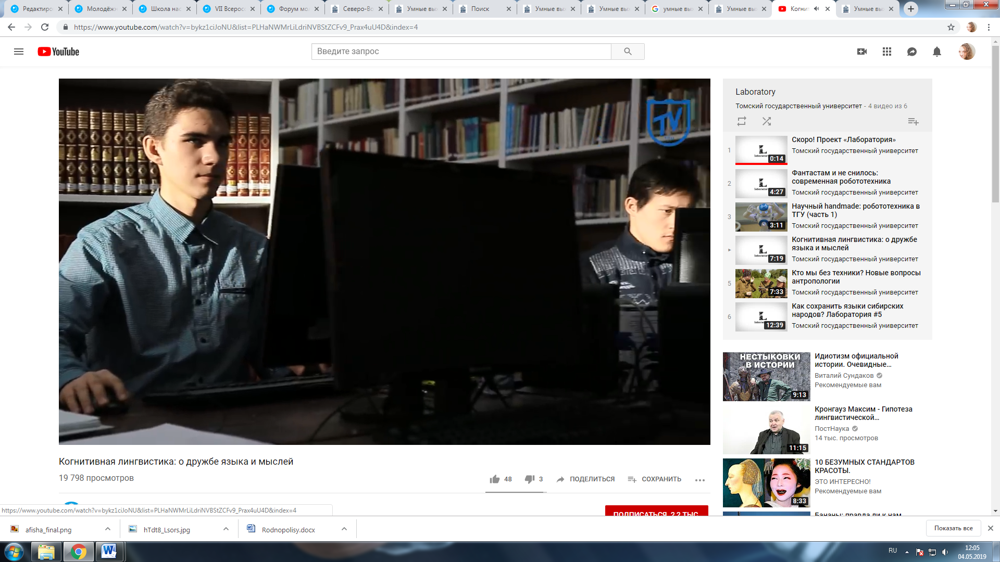 Редактиро
Молодёжн
Школа нас
VII Всеросс
Форум мол
Северо-Во
Умные вых
Поиск
Умные вых
Умные вых
умные вых
Умные вых
Когнит
Умные вы
https://www.youtube.com/watch?v=bykz1ciJoNU&list=PLHaNWMrLiLdriNVBStZCFv9_Prax4uU4D&index=4
YouTube
Введите запрос
TV
Laboratory
Томский государственный университет - 4 видео из 6
1
0:14
Скоро! Проект «Лаборатория»
Томский государственный университет
2
4:27
Фантастам и не снилось:
современная робототехника
Томский государственный университет
3
3:11
Научный handmade: робототехника в
ТГУ (часть 1)
Томский государственный университет
7:19
Когнитивная лингвистика: о дружбе
языка и мыслей
Томский государственный университет
5
7:33
Кто мы без техники? Новые вопросы
антропологии
Томский государственный университет
6
12:39
Как сохранить языки сибирских
народов? Лаборатория #5
Томский государственный университет
НЕСТЫКОВКИ
В ИСТОРИИ
9:13
Идиотизм официальной
истории. Очевидные...
Виталий Сундаков
Рекомендуемые вам
11:15
Кронгауз Максим - Гипотеза
лингвистической...
ПостНаука
14 тыс. просмотров
8:33
10 БЕЗУМНЫХ СТАНДАРТОВ
КРАСОТЫ.
ЭТО ИНТЕРЕСНО!
Рекомендуемые вам
Бананы: правда ли к нам
Когнитивная лингвистика: о дружбе языка и мыслей
19 798 просмотров
48
3
ПОДЕЛИТЬСЯ
СОХРАНИТЬ
ПОДПИСАТЬСЯ 2,2 ТЫС.
https://www.youtube.com/watch?v=bykz1ciJoNU&list=PLHaNWMrLiLdriNVBStZCFv9_Prax4uU4D&index=4
afisha_final.png
hTdt8_Lsors.jpg
Rodnopolisy.docx
Показать все
RU
12:05
04.05.2019